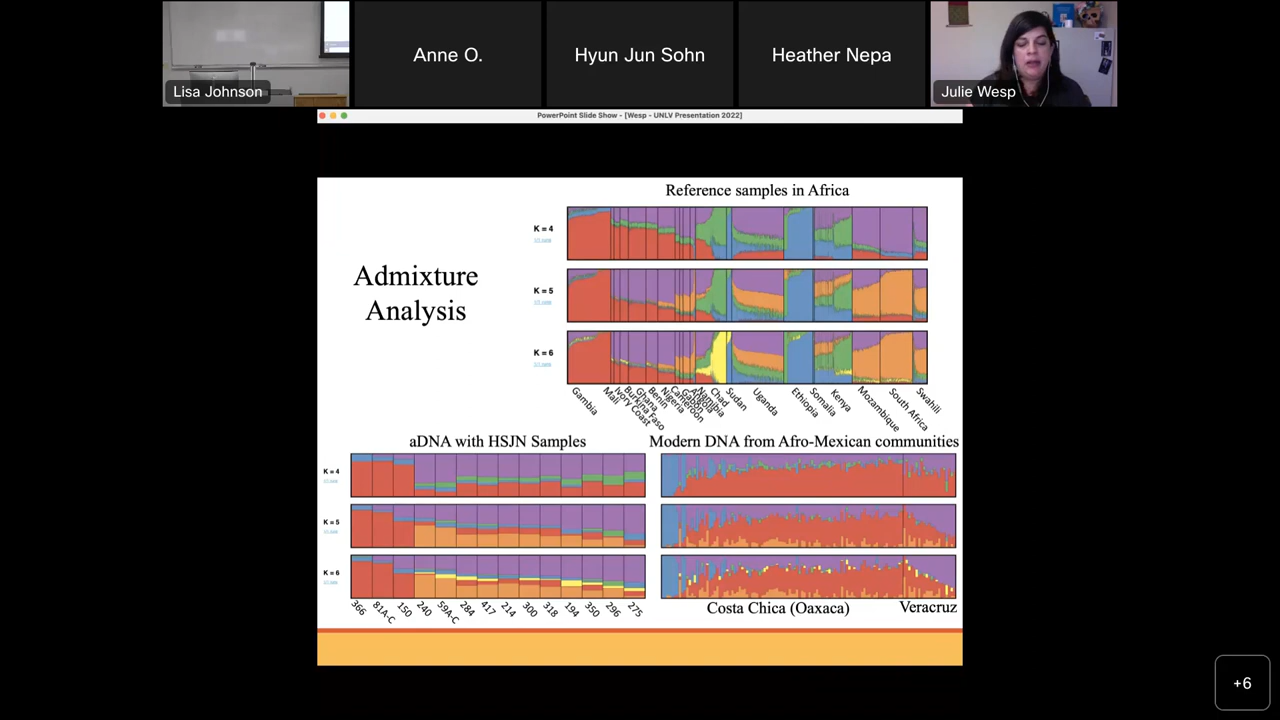 Lisa Johnson
Anne O.
Hyun Jun Sohn
Heather Nepa
Julie Wesp
PowerPoint Slide Show - [Wesp - UNLV Presentation 2022]
Admixture
Analysis
Reference samples in Africa
K = 4
K = 5
K = 6
Gambia
Mali
Ivory Coast
Burkina Faso
Ghana
Benin
Nigeria
Cameroon
Gabon
Angola
Namibia
Chad
Sudan
Uganda
Ethiopia
Somalia
Kenya
Mozambique
South Africa
Swahili
aDNA with HSJN Samples
K = 4
K = 5
K = 6
366
81A-C
150
240
59A-C
284
417
214
300
318
194
350
296
275
Modern DNA from Afro-Mexican communities
Costa Chica (Oaxaca)
Veracruz
+6